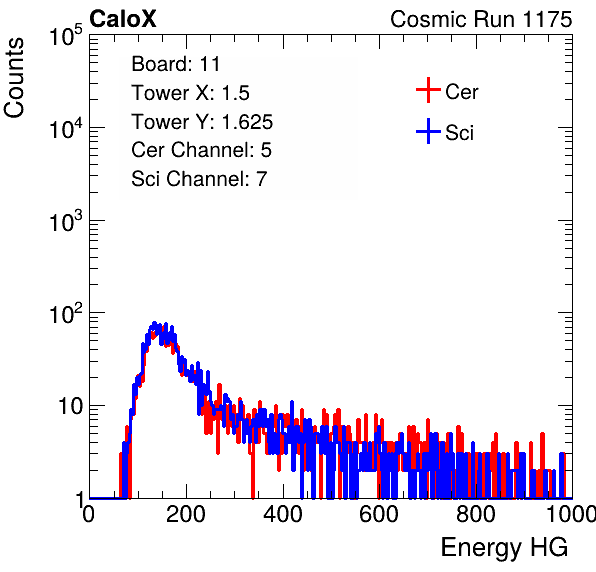 CaloX
Cosmic Run 1175
Counts
10^5
10^4
10^3
10^2
10
1
Board: 11
Tower X: 1.5
Tower Y: 1.625
Cer Channel: 5
Sci Channel: 7
Cer
Sci
0 200 400 600 800 1000
Energy HG